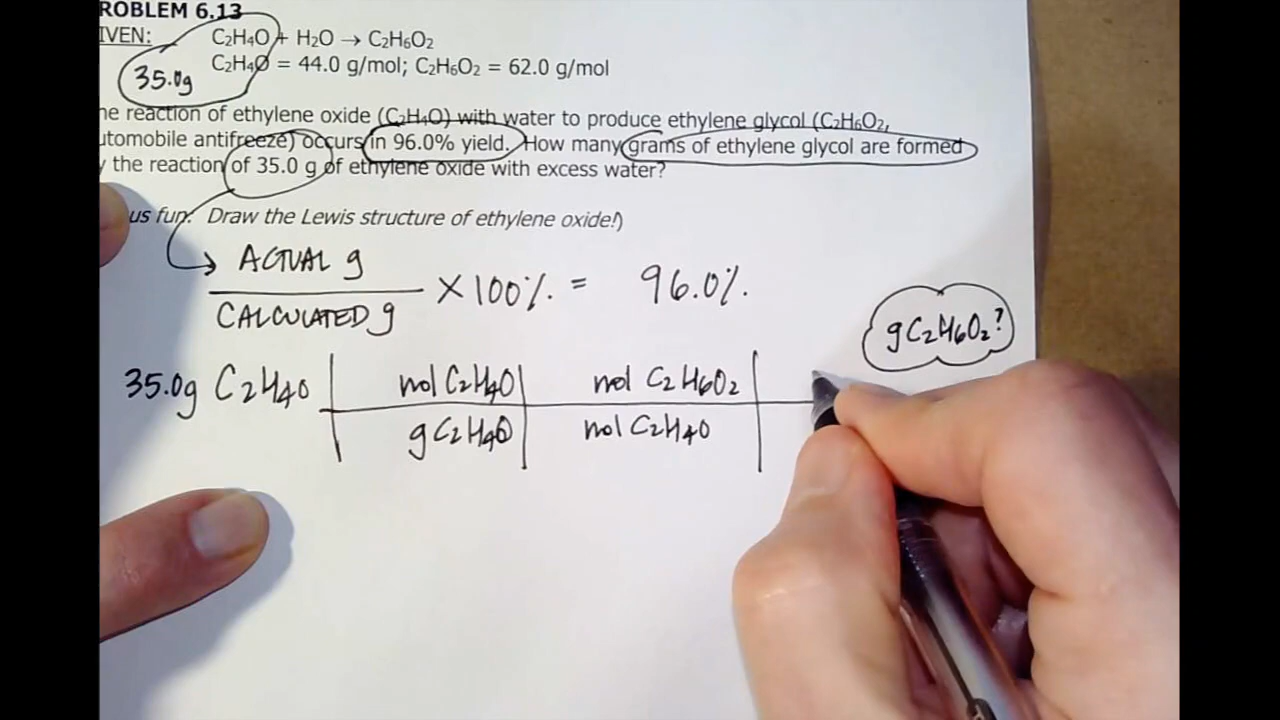 ROBLEM 6.13
IVEN: C₂H₄O + H₂O → C₂H₆O₂
C₂H₄O = 44.0 g/mol; C₂H₆O₂ = 62.0 g/mol
35.0g
he reaction of ethylene oxide (C₂H₄O) with water to produce ethylene glycol (C₂H₆O₂,
utomobile antifreeze) occurs in 96.0% yield. How many grams of ethylene glycol are formed
y the reaction of 35.0 g of ethylene oxide with excess water?
us fun: Draw the Lewis structure of ethylene oxide!)
ACTUAL g
CALCULATED g
× 100% = 96.0%.
g C₂H₆O₂?
35.0g C₂H₄O
mol C₂H₄O mol C₂H₆O₂
g C₂H₄O mol C₂H₄O